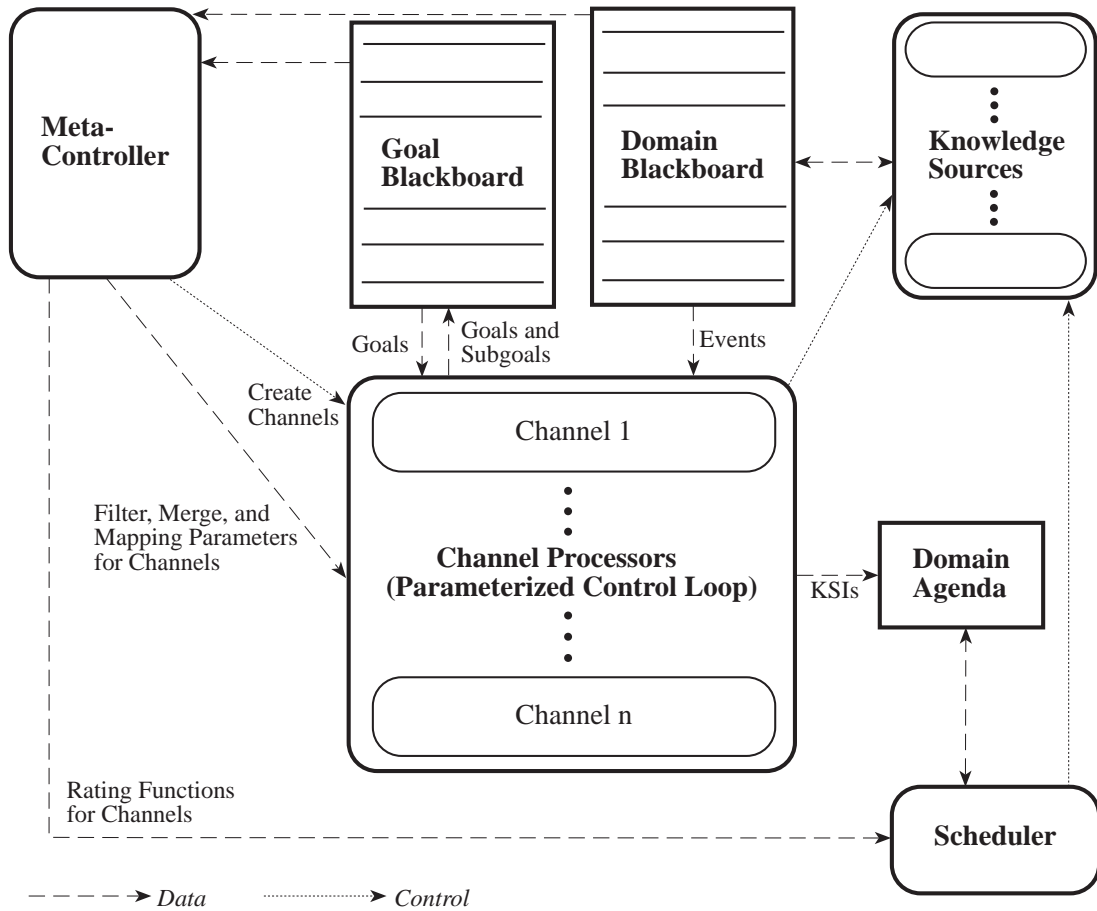 Meta-
Controller
Goal
Blackboard
Domain
Blackboard
Knowledge
Sources
Goals
Goals and
Subgoals
Events
Create
Channels
Channel 1
Filter, Merge, and
Mapping Parameters
for Channels
Channel Processors
(Parameterized Control Loop)
KSIs
Domain
Agenda
Channel n
Rating Functions
for Channels
Scheduler
Data
Control